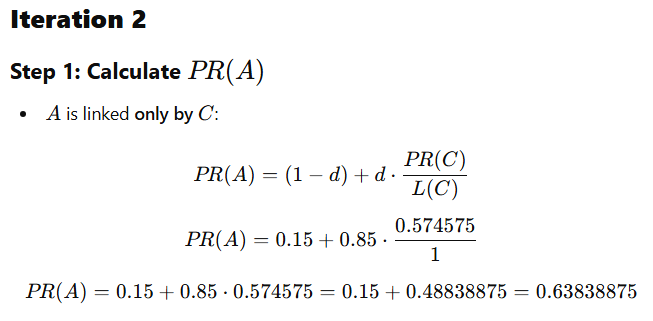 Iteration 2
Step 1: Calculate PR(A)
• A is linked only by C:
PR(A) = (1 − d) + d · PR(C) / L(C)
PR(A) = 0.15 + 0.85 · 0.574575 / 1
PR(A) = 0.15 + 0.85 · 0.574575 = 0.15 + 0.48838875 = 0.63838875